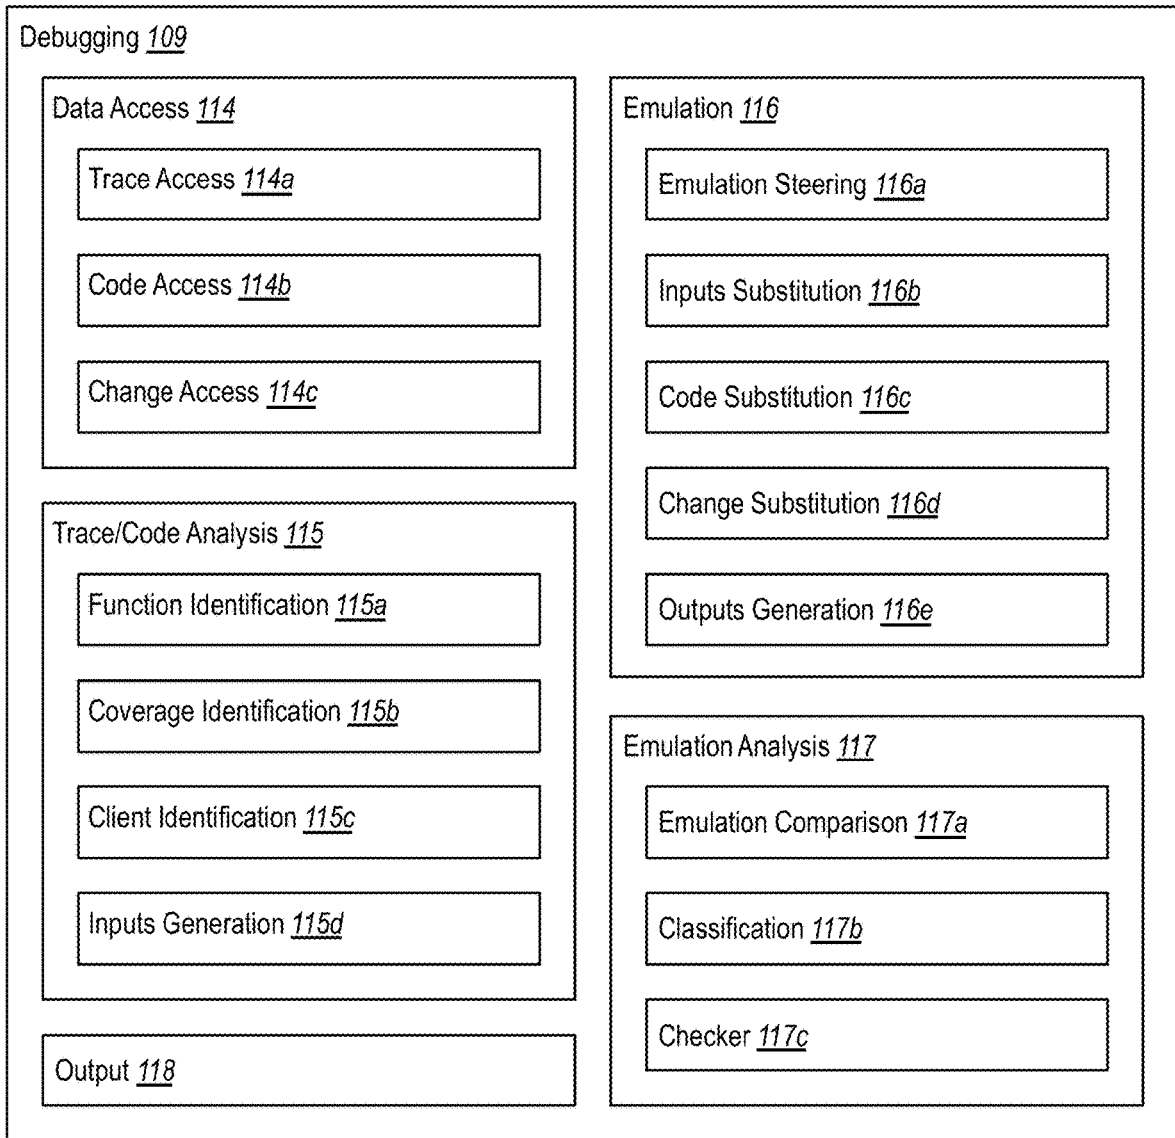 Debugging 109
Data Access 114
Trace Access 114a
Code Access 114b
Change Access 114c
Trace/Code Analysis 115
Function Identification 115a
Coverage Identification 115b
Client Identification 115c
Inputs Generation 115d
Output 118
Emulation 116
Emulation Steering 116a
Inputs Substitution 116b
Code Substitution 116c
Change Substitution 116d
Outputs Generation 116e
Emulation Analysis 117
Emulation Comparison 117a
Classification 117b
Checker 117c